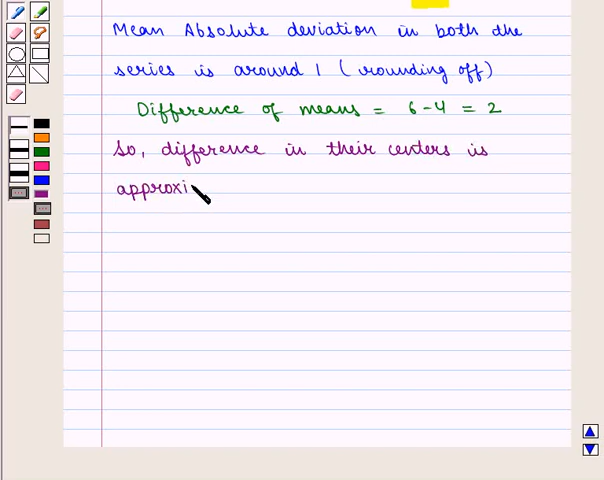 Mean Absolute deviation in both the
series is around 1 (rounding off)
Difference of means = 6-4 = 2
So, difference in their centers is
approxi